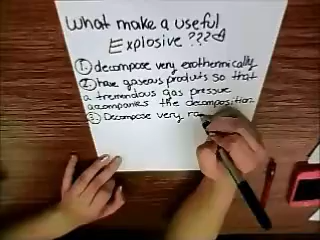 What make a useful
Explosive ???
① decompose very exothermically
② have gaseous products so that
a tremendous gas pressure
accompanies the decomposition
③ Decompose very ra